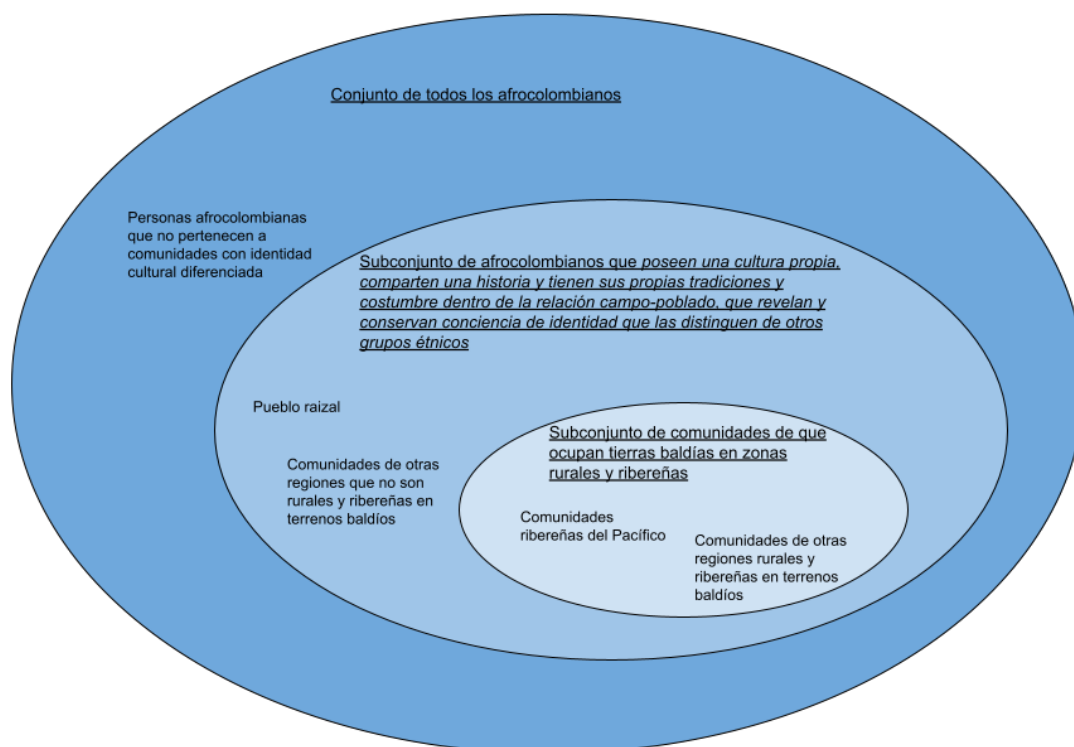 Conjunto de todos los afrocolombianos
Personas afrocolombianas
que no pertenecen a
comunidades con identidad
cultural diferenciada
Subconjunto de afrocolombianos que poseen una cultura propia,
comparten una historia y tienen sus propias tradiciones y
costumbre dentro de la relación campo-poblado, que revelan y
conservan conciencia de identidad que las distinguen de otros
grupos étnicos
Pueblo raizal
Comunidades de otras
regiones que no son
rurales y ribereñas en
terrenos baldíos
Subconjunto de comunidades de que
ocupan tierras baldías en zonas
rurales y ribereñas
Comunidades
ribereñas del Pacífico
Comunidades de otras
regiones rurales y
ribereñas en terrenos
baldíos